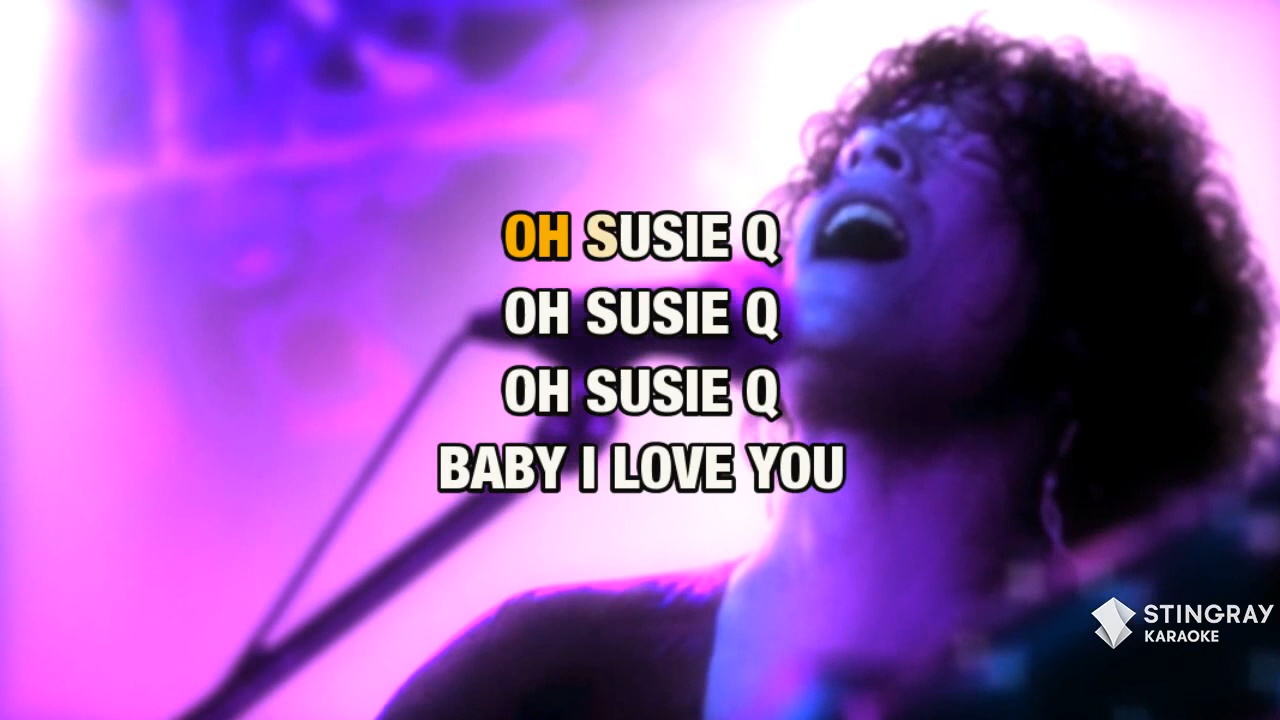 OH SUSIE Q
OH SUSIE Q
OH SUSIE Q
BABY I LOVE YOU
STINGRAY
KARAOKE